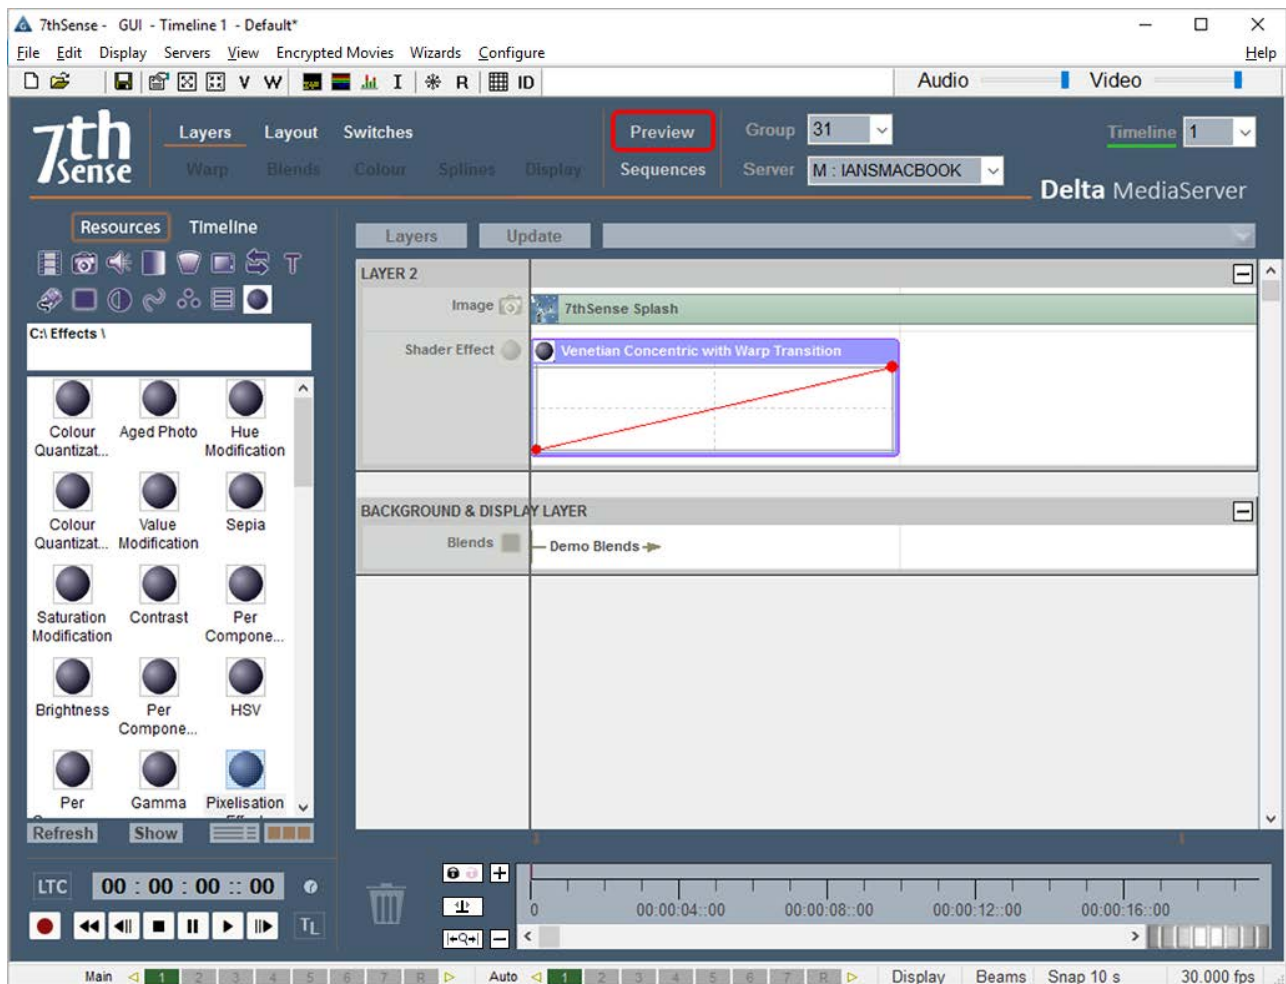 7thSense - GUI - Timeline 1 - Default*
File Edit Display Servers View Encrypted Movies Wizards Configure Help
V W I R ID Audio Video
7th Sense
Layers Layout Switches Preview Group 31 Timeline 1
Warp Blends Colour Splines Display Sequences Server M : IANSMACBOOK
Delta MediaServer
Resources Timeline
Layers Update
T
C:\ Effects \
LAYER 2
Image 7thSense Splash
Shader Effect Venetian Concentric with Warp Transition
BACKGROUND & DISPLAY LAYER
Blends Demo Blends
Colour Quantizat... Aged Photo Hue Modification
Colour Quantizat... Value Modification Sepia
Saturation Modification Contrast Per Compone...
Brightness Per Compone... HSV
Per Gamma Pixelisation
Refresh Show
LTC 00 : 00 : 00 :: 00
TL
0 00:00:04::00 00:00:08::00 00:00:12::00 00:00:16::00
Main 1 2 3 4 5 6 7 R Auto 1 2 3 4 5 6 7 R Display Beams Snap 10 s 30.000 fps